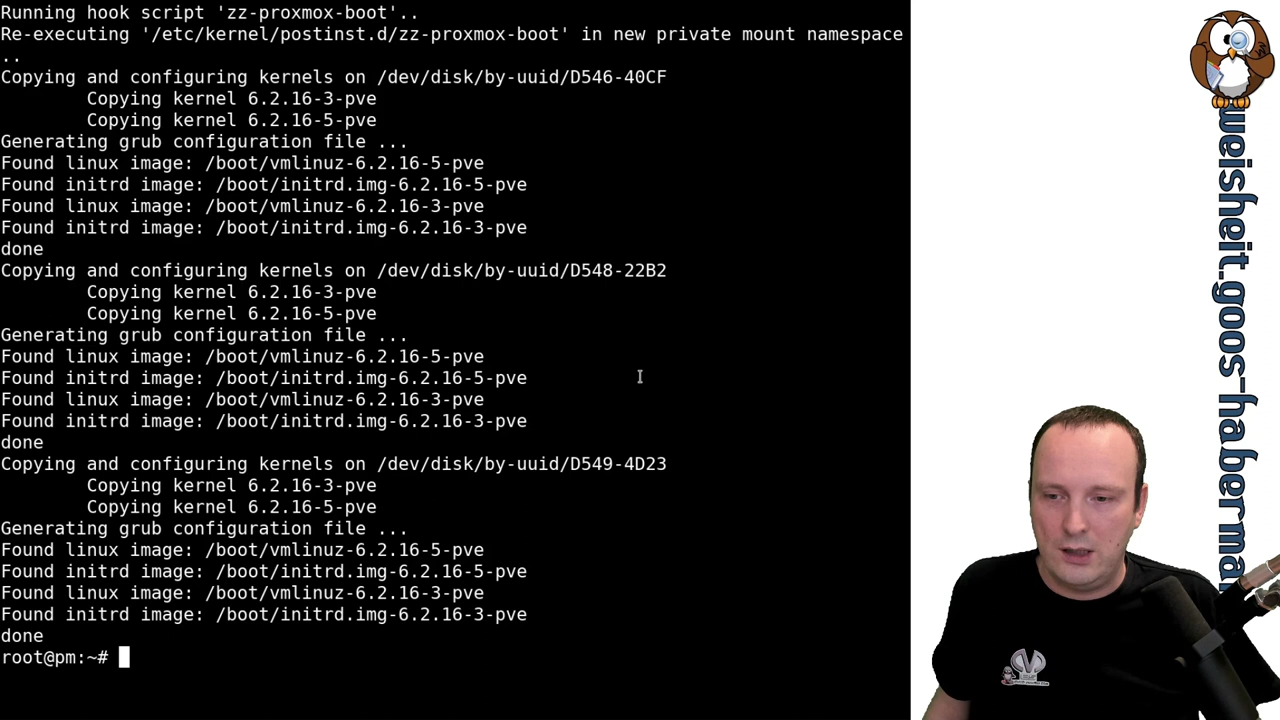 Running hook script 'zz-proxmox-boot'..
Re-executing '/etc/kernel/postinst.d/zz-proxmox-boot' in new private mount namespace
..
Copying and configuring kernels on /dev/disk/by-uuid/D546-40CF
        Copying kernel 6.2.16-3-pve
        Copying kernel 6.2.16-5-pve
Generating grub configuration file ...
Found linux image: /boot/vmlinuz-6.2.16-5-pve
Found initrd image: /boot/initrd.img-6.2.16-5-pve
Found linux image: /boot/vmlinuz-6.2.16-3-pve
Found initrd image: /boot/initrd.img-6.2.16-3-pve
done
Copying and configuring kernels on /dev/disk/by-uuid/D548-22B2
        Copying kernel 6.2.16-3-pve
        Copying kernel 6.2.16-5-pve
Generating grub configuration file ...
Found linux image: /boot/vmlinuz-6.2.16-5-pve
Found initrd image: /boot/initrd.img-6.2.16-5-pve
Found linux image: /boot/vmlinuz-6.2.16-3-pve
Found initrd image: /boot/initrd.img-6.2.16-3-pve
done
Copying and configuring kernels on /dev/disk/by-uuid/D549-4D23
        Copying kernel 6.2.16-3-pve
        Copying kernel 6.2.16-5-pve
Generating grub configuration file ...
Found linux image: /boot/vmlinuz-6.2.16-5-pve
Found initrd image: /boot/initrd.img-6.2.16-5-pve
Found linux image: /boot/vmlinuz-6.2.16-3-pve
Found initrd image: /boot/initrd.img-6.2.16-3-pve
done
root@pm:~#
weisheit.goos-haberma